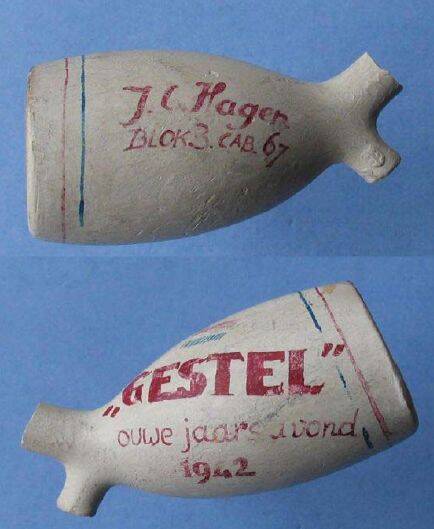 J. C. Hagen
BLOK 3. CAB. 67
„GESTEL”
ouwe jaars avond
1942